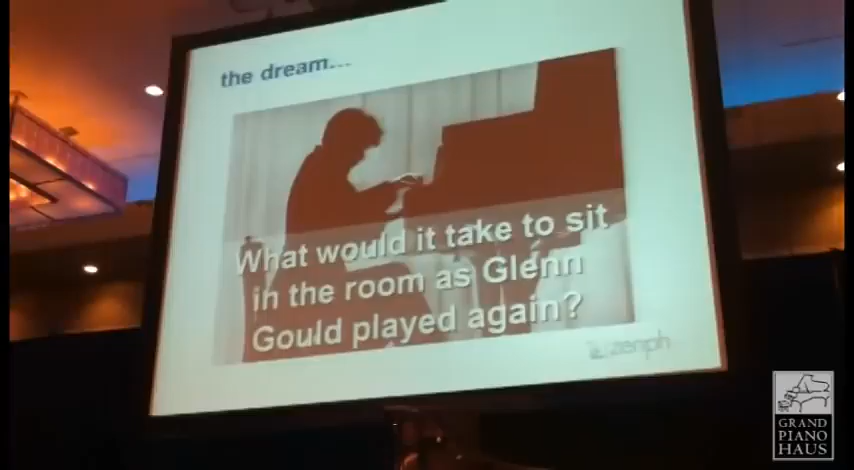 the dream...
What would it take to sit
in the room as Glenn
Gould played again?
zenph
GRAND
PIANO
HAUS